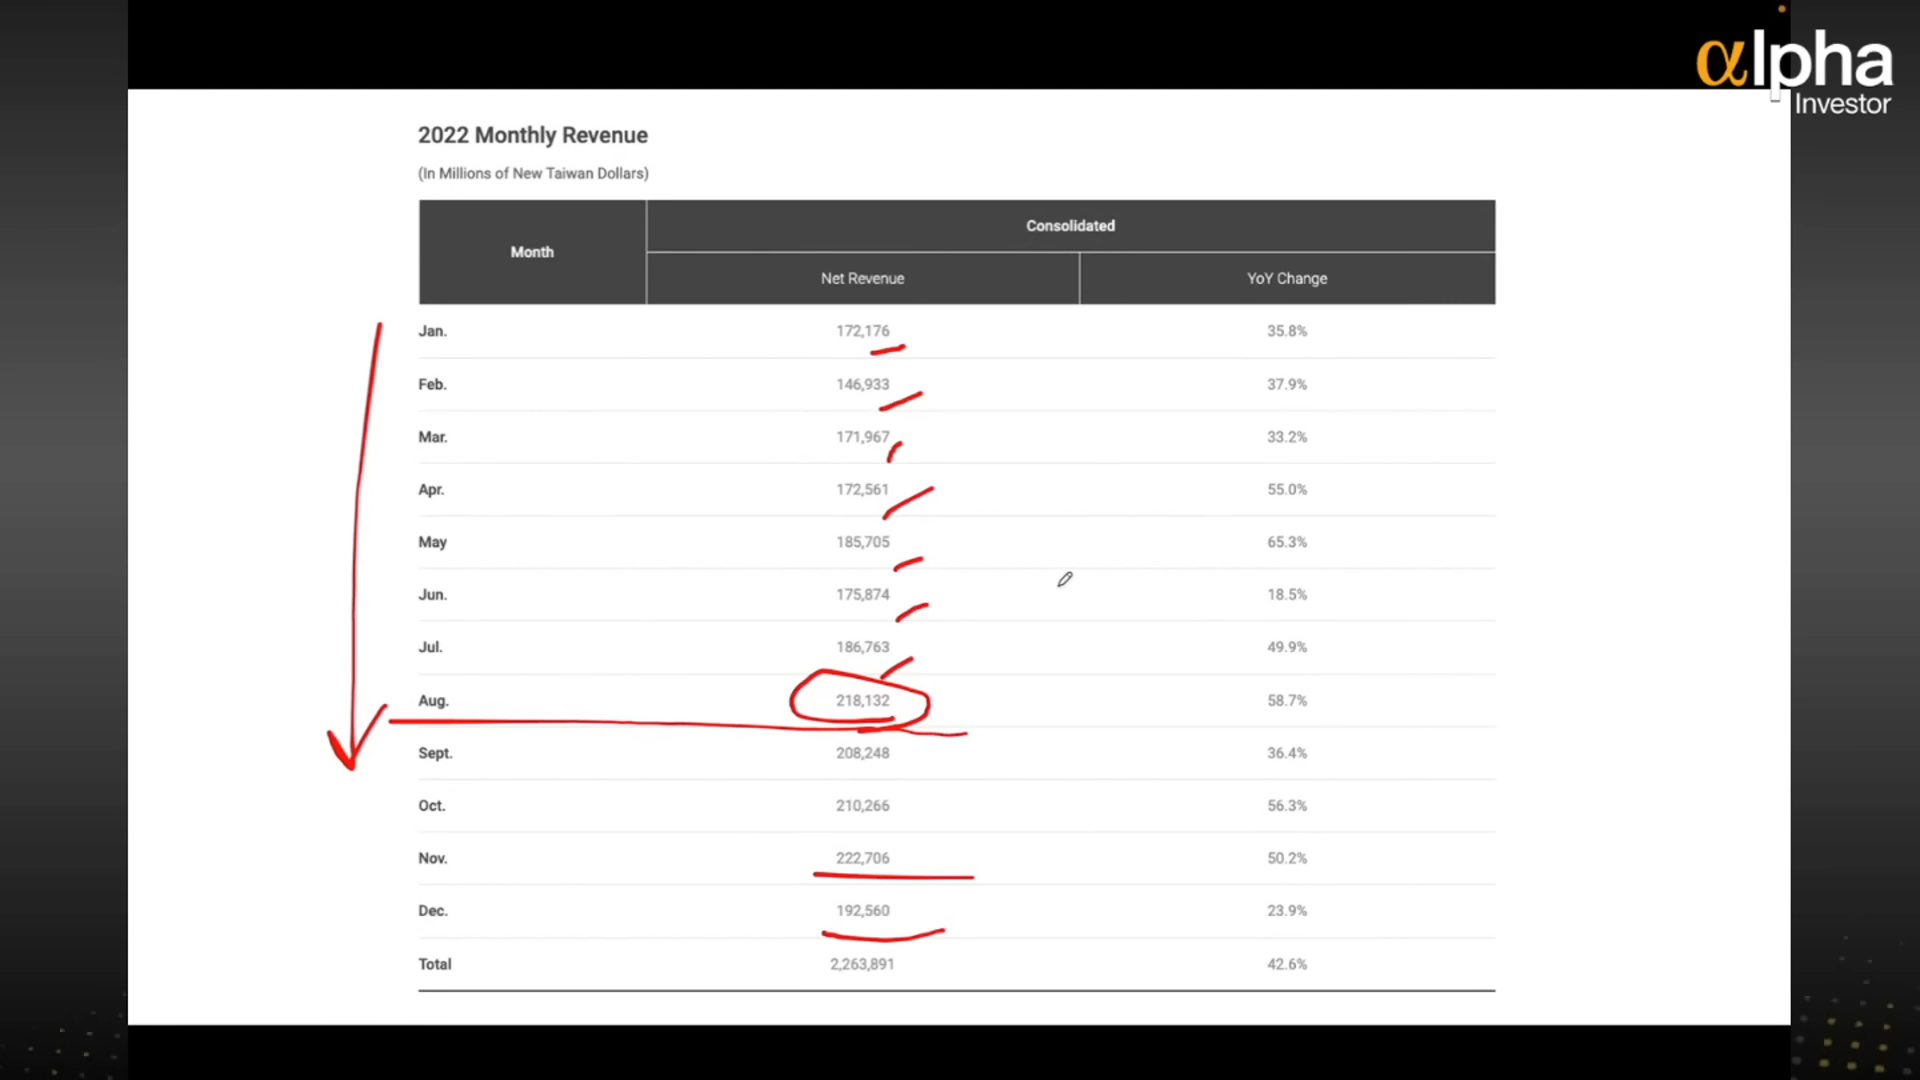 αlpha
Investor
2022 Monthly Revenue
(In Millions of New Taiwan Dollars)
Month
Consolidated
Net Revenue YoY Change
Jan. 172,176 35.8%
Feb. 146,933 37.9%
Mar. 171,967 33.2%
Apr. 172,561 55.0%
May 185,705 65.3%
Jun. 175,874 18.5%
Jul. 186,763 49.9%
Aug. 218,132 58.7%
Sept. 208,248 36.4%
Oct. 210,266 56.3%
Nov. 222,706 50.2%
Dec. 192,560 23.9%
Total 2,263,891 42.6%